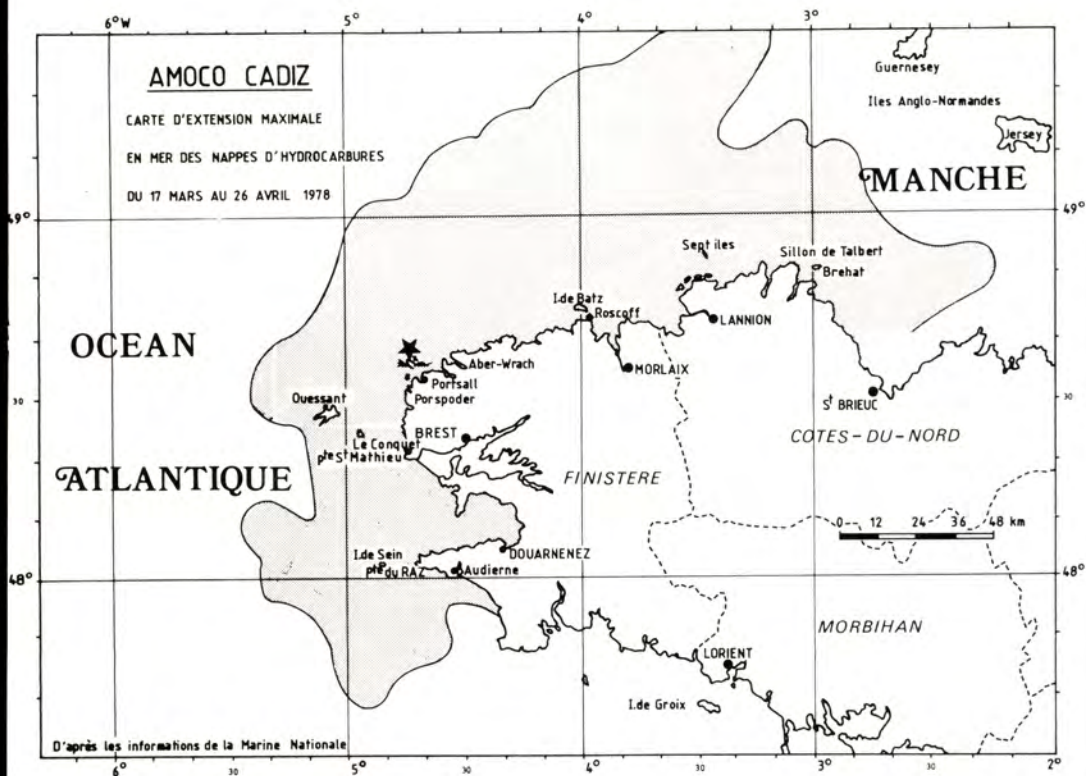 6°W
5°
4°
3°
AMOCO CADIZ
CARTE D'EXTENSION MAXIMALE
EN MER DES NAPPES D'HYDROCARBURES
DU 17 MARS AU 26 AVRIL 1978
Guernesey
Iles Anglo-Normandes
Jersey
MANCHE
49°
49°
Sept iles
Sillon de Talbert
Brehat
I.de Batz
Roscoff
LANNION
OCEAN
Aber-Wrach
MORLAIX
Portsall
Porspoder
Ouessant
30
30
St BRIEUC
BREST
Le Conquet
pte St Mathieu
COTES-DU-NORD
ATLANTIQUE
FINISTERE
0 12 24 36 48 km
DOUARNENEZ
I.de Sein
pte du RAZ
Audierne
48°
48°
MORBIHAN
LORIENT
I.de Groix
D'après les informations de la Marine Nationale
6°
30
5°
30
4°
30
3°
30
2°